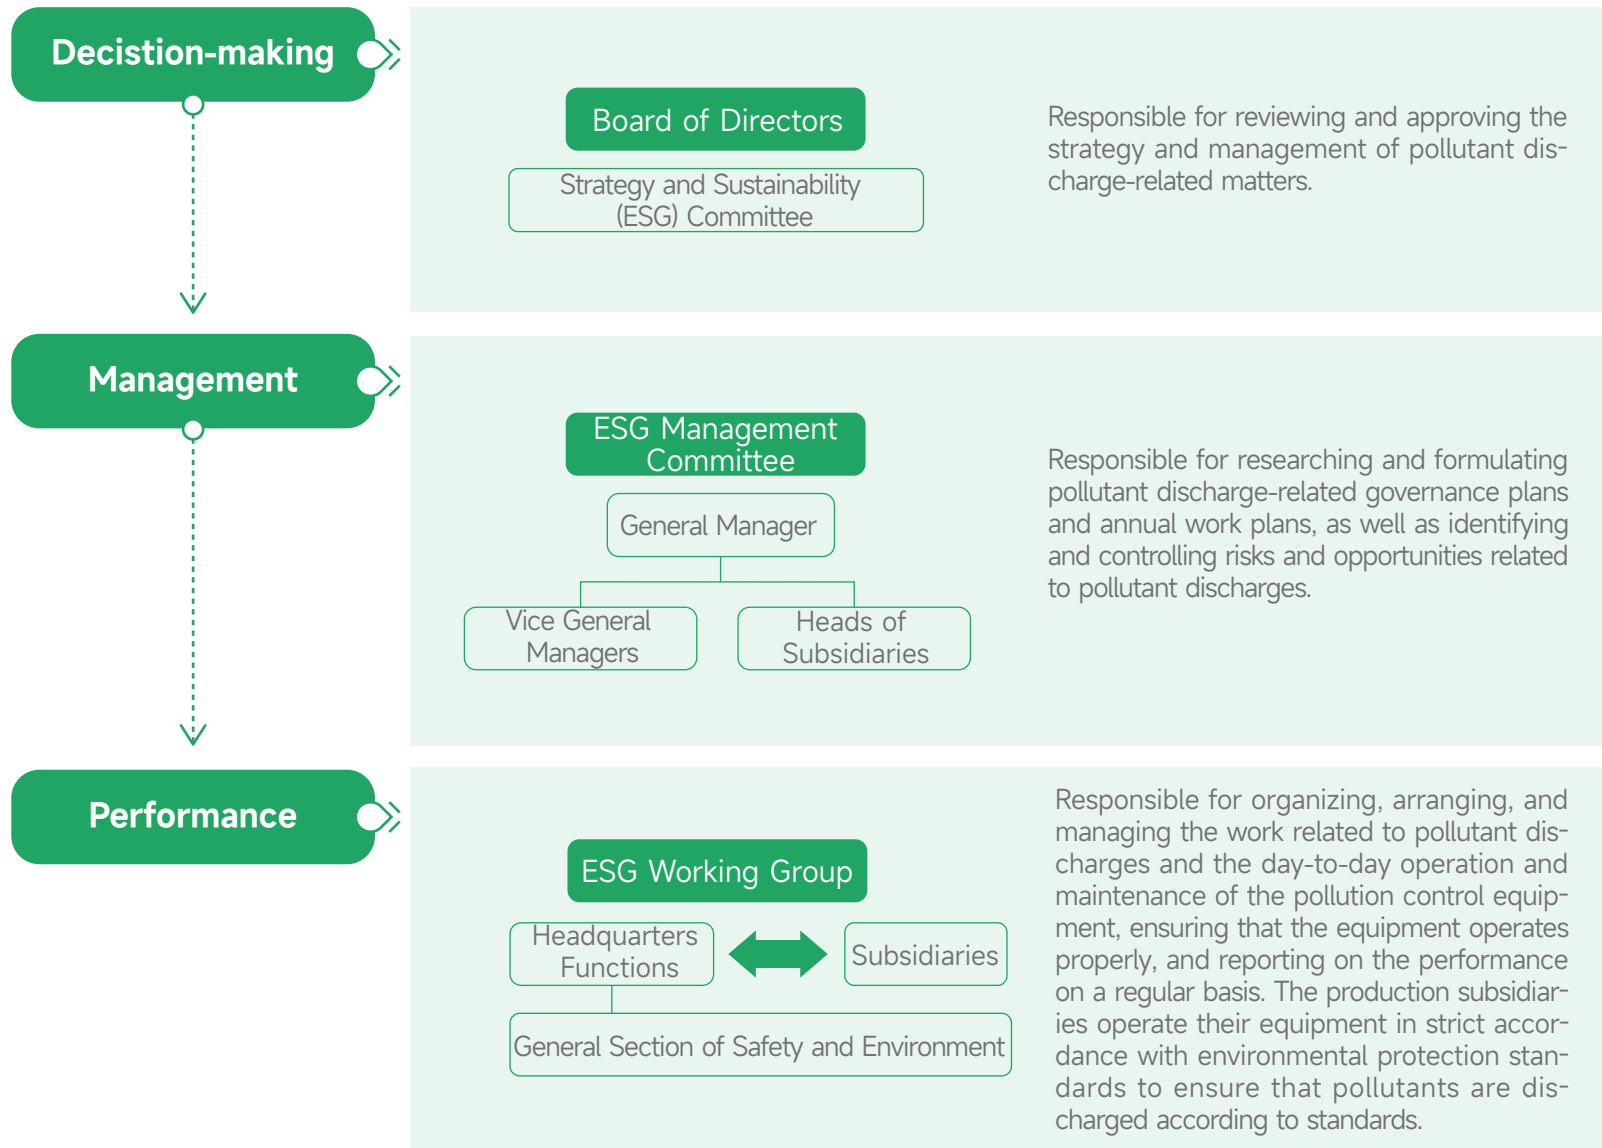 Decistion-making
Board of Directors
Strategy and Sustainability
(ESG) Committee
Responsible for reviewing and approving the
strategy and management of pollutant dis-
charge-related matters.
Management
ESG Management
Committee
General Manager
Vice General
Managers
Heads of
Subsidiaries
Responsible for researching and formulating
pollutant discharge-related governance plans
and annual work plans, as well as identifying
and controlling risks and opportunities related
to pollutant discharges.
Performance
ESG Working Group
Headquarters
Functions
Subsidiaries
General Section of Safety and Environment
Responsible for organizing, arranging, and
managing the work related to pollutant dis-
charges and the day-to-day operation and
maintenance of the pollution control equip-
ment, ensuring that the equipment operates
properly, and reporting on the performance
on a regular basis. The production subsidiar-
ies operate their equipment in strict accor-
dance with environmental protection stan-
dards to ensure that pollutants are dis-
charged according to standards.